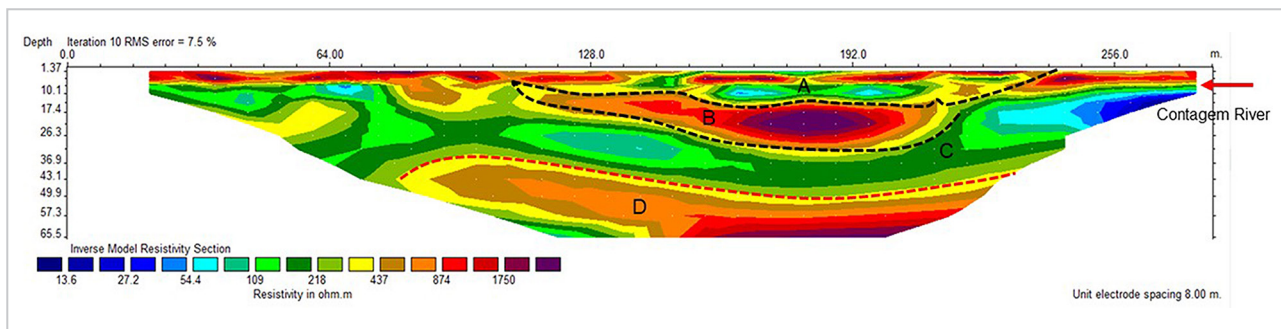 Depth Iteration 10 RMS error = 7.5 %
0.0 64.00 128.0 192.0 256.0 m.
1.37
10.1
17.4
26.3
36.9
43.1
49.9
57.3
65.5
A
B
C
D
Contagem River
Inverse Model Resistivity Section
13.6 27.2 54.4 109 218 437 874 1750
Resistivity in ohm.m
Unit electrode spacing 8.00 m.